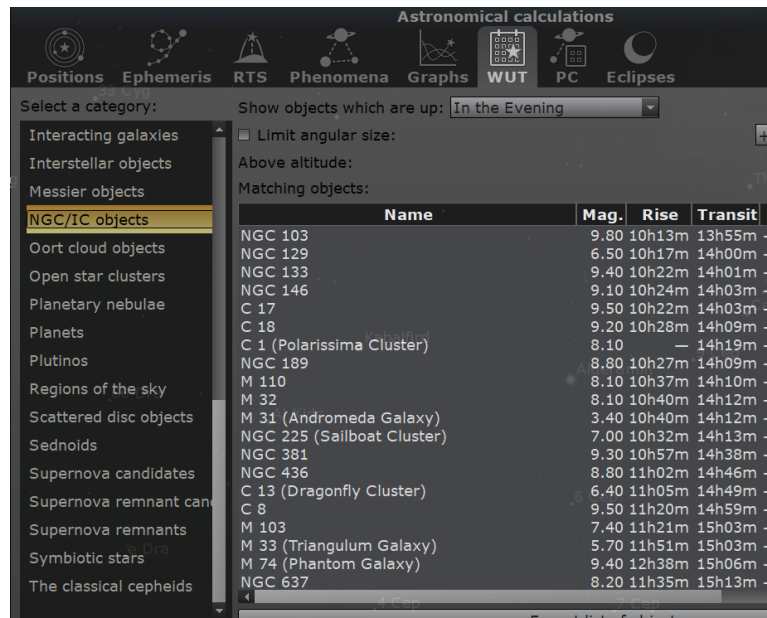 Astronomical calculations
Positions Ephemeris RTS Phenomena Graphs WUT PC Eclipses
33 Cyg
Select a category:
Show objects which are up: In the Evening
Limit angular size: +
Above altitude:
Matching objects:
Interacting galaxies
Interstellar objects
Messier objects
NGC/IC objects
Oort cloud objects
Open star clusters
Planetary nebulae
Planets
Plutinos
Regions of the sky
Scattered disc objects
Sednoids
Supernova candidates
Supernova remnant can
Supernova remnants
Symbiotic stars
The classical cepheids
Name Mag. Rise Transit
NGC 103 9.80 10h13m 13h55m -
NGC 129 6.50 10h17m 14h00m -
NGC 133 9.40 10h22m 14h01m -
NGC 146 9.10 10h24m 14h03m -
C 17 9.50 10h22m 14h03m -
C 18 9.20 10h28m 14h09m -
C 1 (Polarissima Cluster) 8.10 — 14h19m -
NGC 189 8.80 10h27m 14h09m -
M 110 8.10 10h37m 14h10m -
M 32 8.10 10h40m 14h12m -
M 31 (Andromeda Galaxy) 3.40 10h40m 14h12m -
NGC 225 (Sailboat Cluster) 7.00 10h32m 14h13m -
NGC 381 9.30 10h57m 14h38m -
NGC 436 8.80 11h02m 14h46m -
C 13 (Dragonfly Cluster) 6.40 11h05m 14h49m -
C 8 9.50 11h20m 14h59m -
M 103 7.40 11h21m 15h03m -
M 33 (Triangulum Galaxy) 5.70 11h51m 15h03m -
M 74 (Phantom Galaxy) 9.40 12h38m 15h06m -
NGC 637 8.20 11h35m 15h13m -
4 Cep
7 Cep